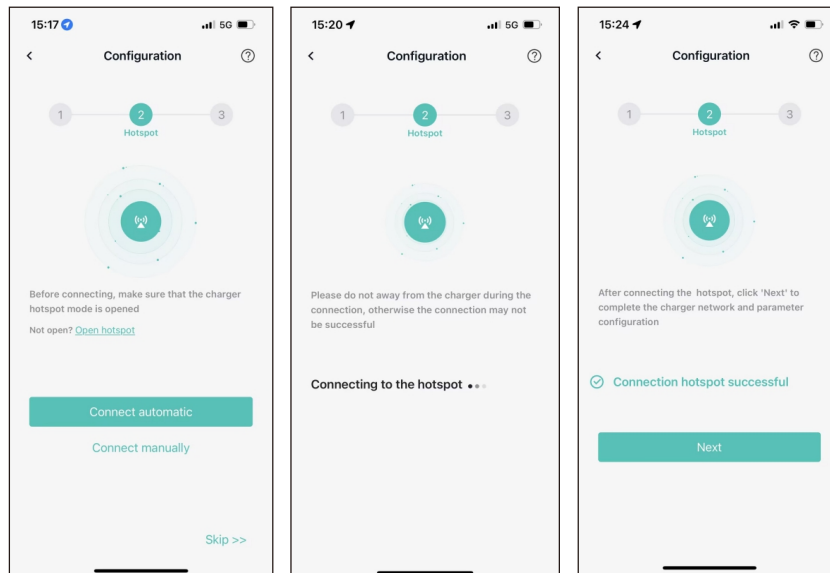 15:17
5G
Configuration
?
1
2
3
Hotspot
Before connecting, make sure that the charger
hotspot mode is opened
Not open? Open hotspot
Connect automatic
Connect manually
Skip >>
15:20
5G
Configuration
?
1
2
3
Hotspot
Please do not away from the charger during the
connection, otherwise the connection may not
be successful
Connecting to the hotspot
15:24
Configuration
?
1
2
3
Hotspot
After connecting the hotspot, click 'Next' to
complete the charger network and parameter
configuration
Connection hotspot successful
Next